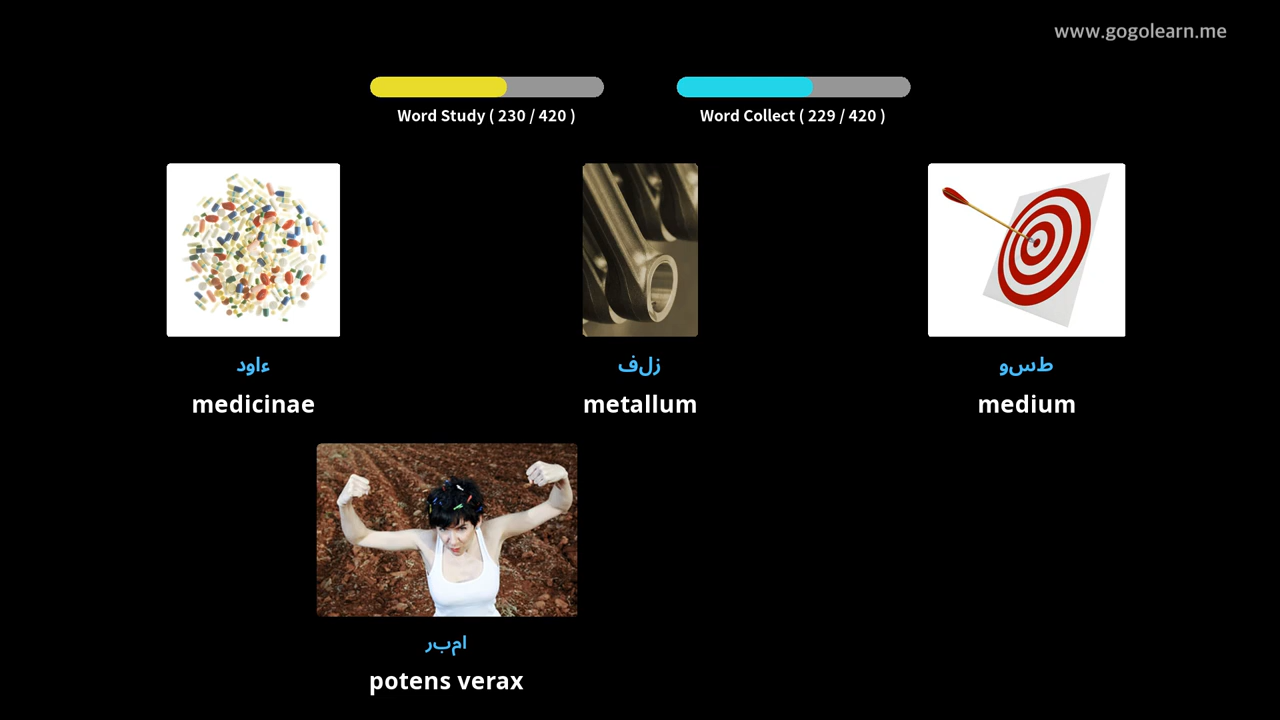 www.gogolearn.me
Word Study ( 230 / 420 )
Word Collect ( 229 / 420 )
ءاود
medicinae
زلف
metallum
طسو
medium
امبر
potens verax